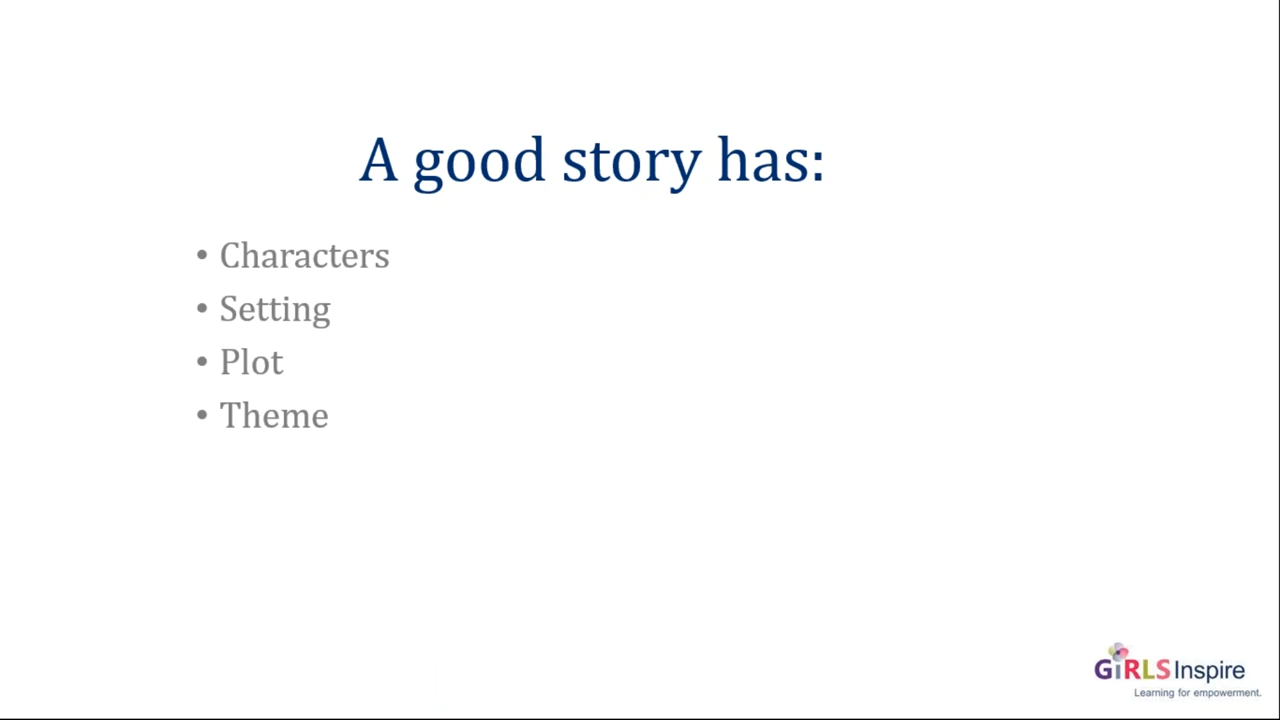 A good story has:
• Characters
• Setting
• Plot
• Theme
GiRLS Inspire
Learning for empowerment.